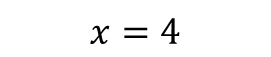 x = 4